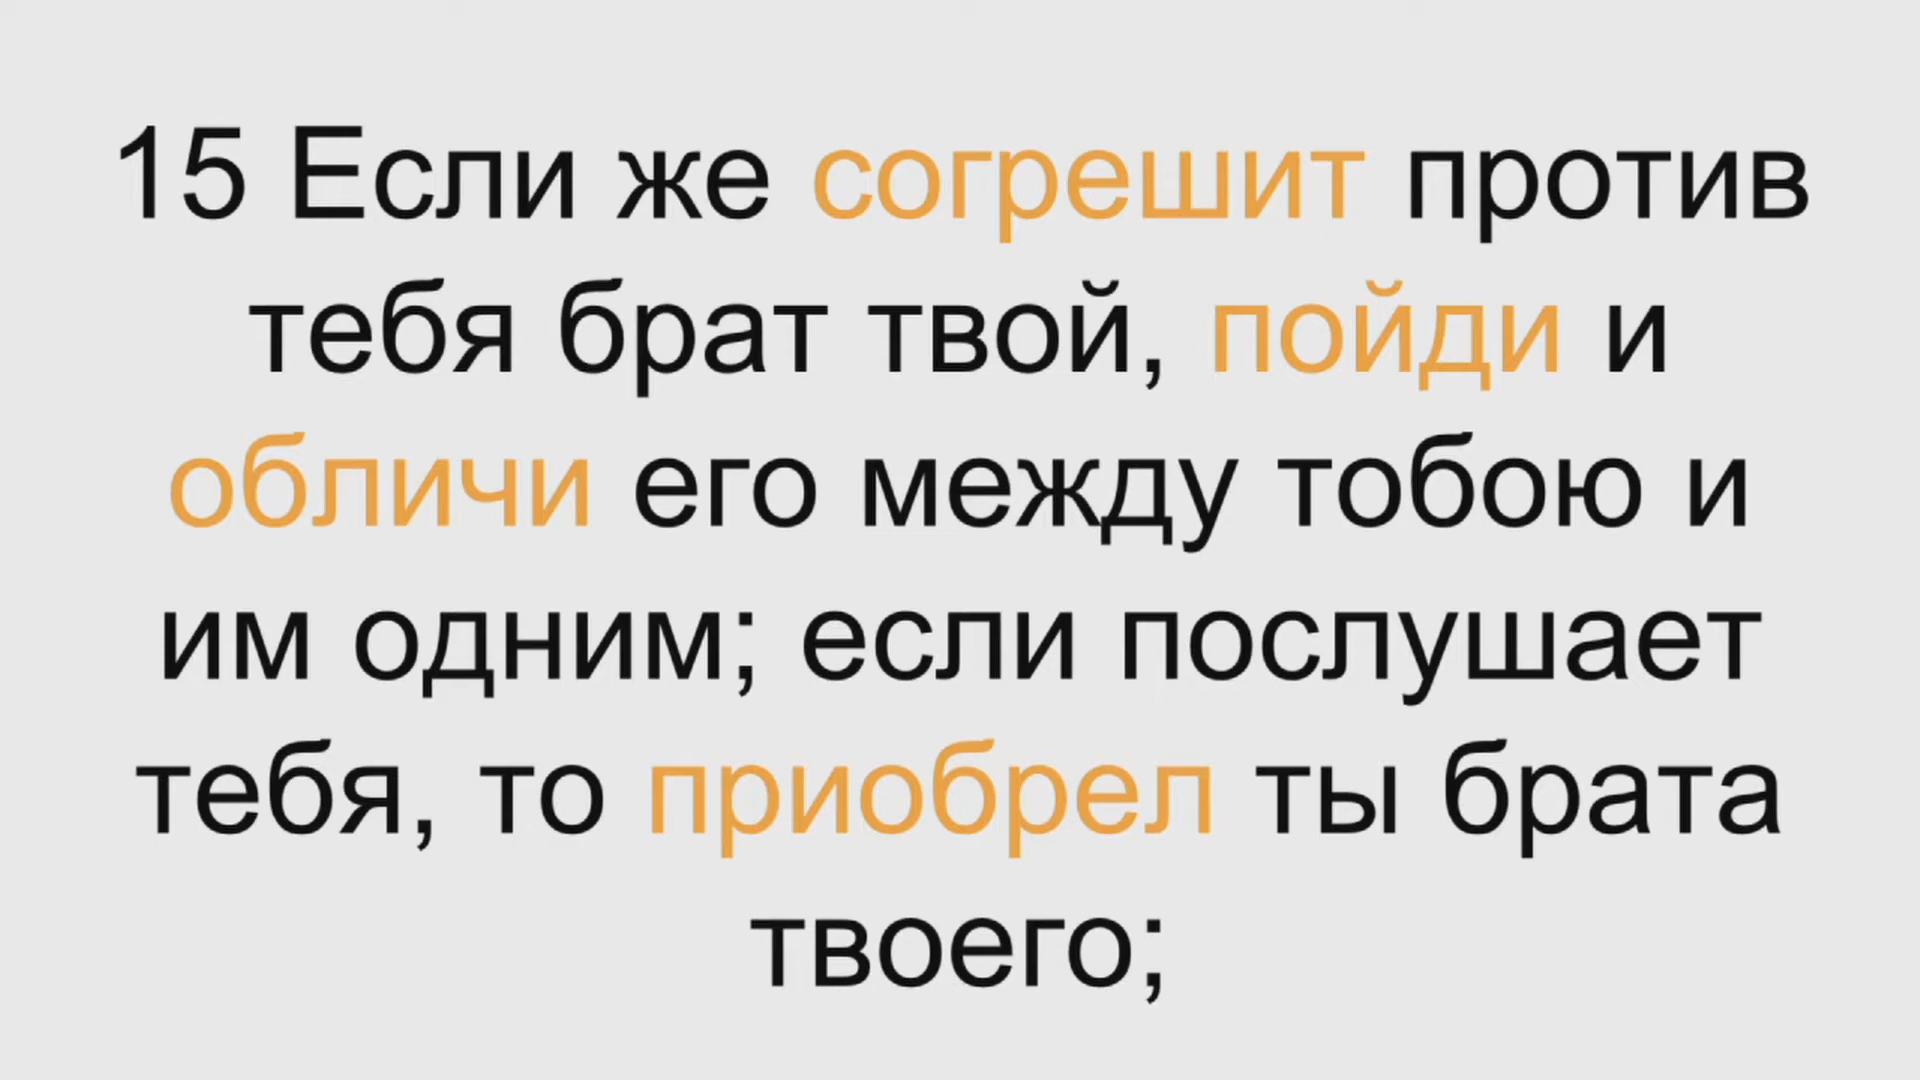 15 Если же согрешит против
тебя брат твой, пойди и
обличи его между тобою и
им одним; если послушает
тебя, то приобрел ты брата
твоего;